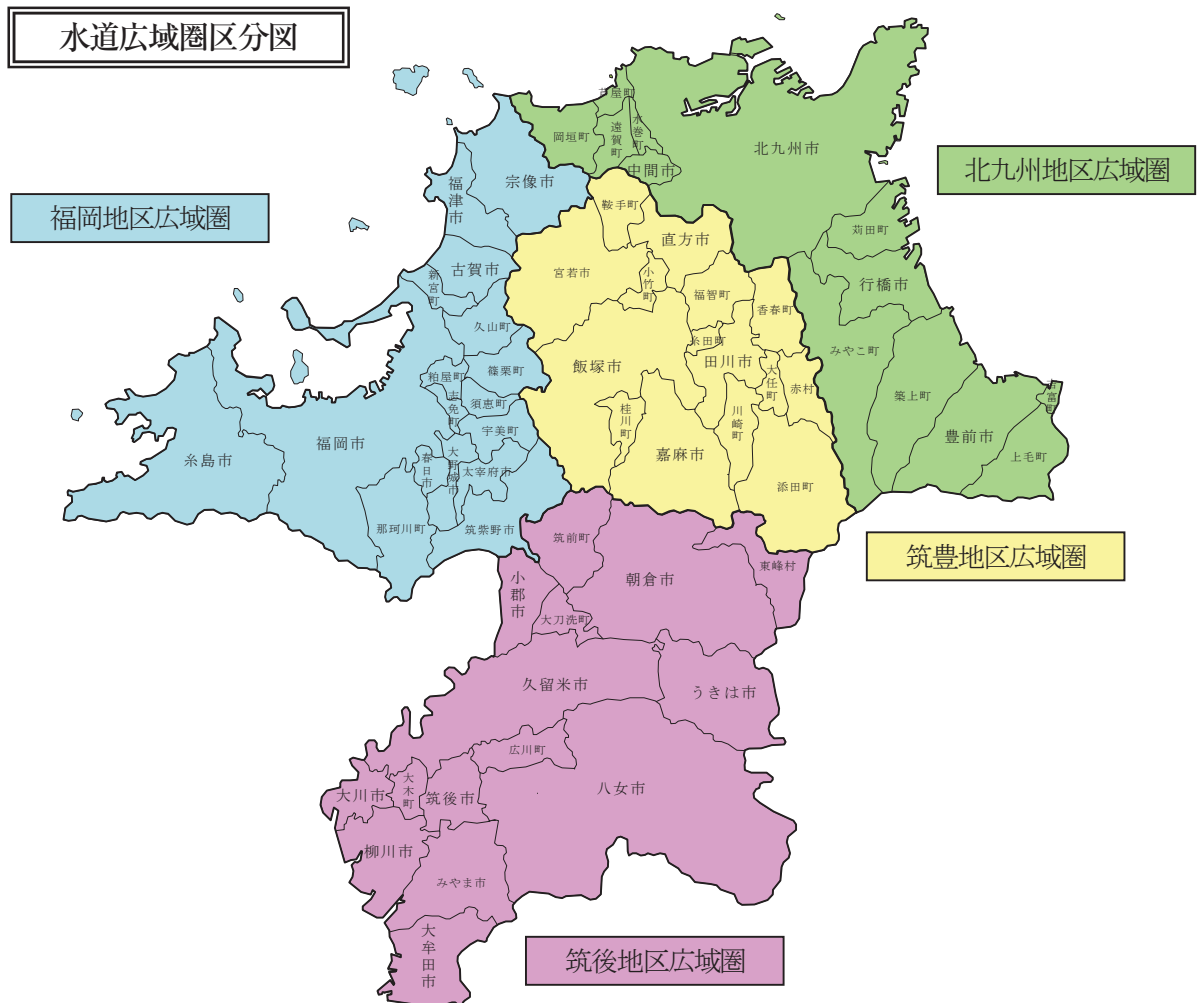 水道広域圏区分図
北九州地区広域圏
福岡地区広域圏
筑豊地区広域圏
筑後地区広域圏
芦屋町
岡垣町
遠賀町
水巻町
中間市
北九州市
苅田町
行橋市
みやこ町
築上町
豊前市
吉富町
上毛町
宗像市
福津市
古賀市
新宮町
久山町
篠栗町
粕屋町
志免町
須恵町
宇美町
福岡市
糸島市
春日市
大野城市
太宰府市
那珂川町
筑紫野市
鞍手町
直方市
宮若市
小竹町
福智町
香春町
糸田町
田川市
飯塚市
大任町
赤村
桂川町
川崎町
嘉麻市
添田町
筑前町
朝倉市
東峰村
小郡市
大刀洗町
久留米市
うきは市
広川町
八女市
大川市
大木町
筑後市
柳川市
みやま市
大牟田市